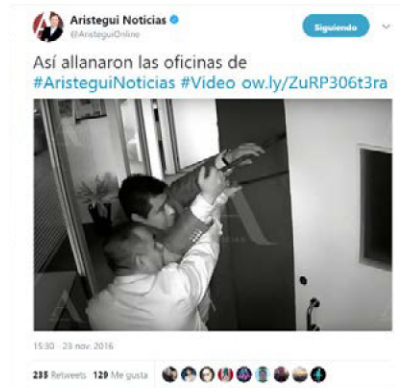 Aristegui Noticias
@AristeguiOnline
Siguiendo
Así allanaron las oficinas de
#AristeguiNoticias #Video ow.ly/ZuRP306t3ra
15:30 - 23 nov. 2016
235 Retweets 129 Me gusta